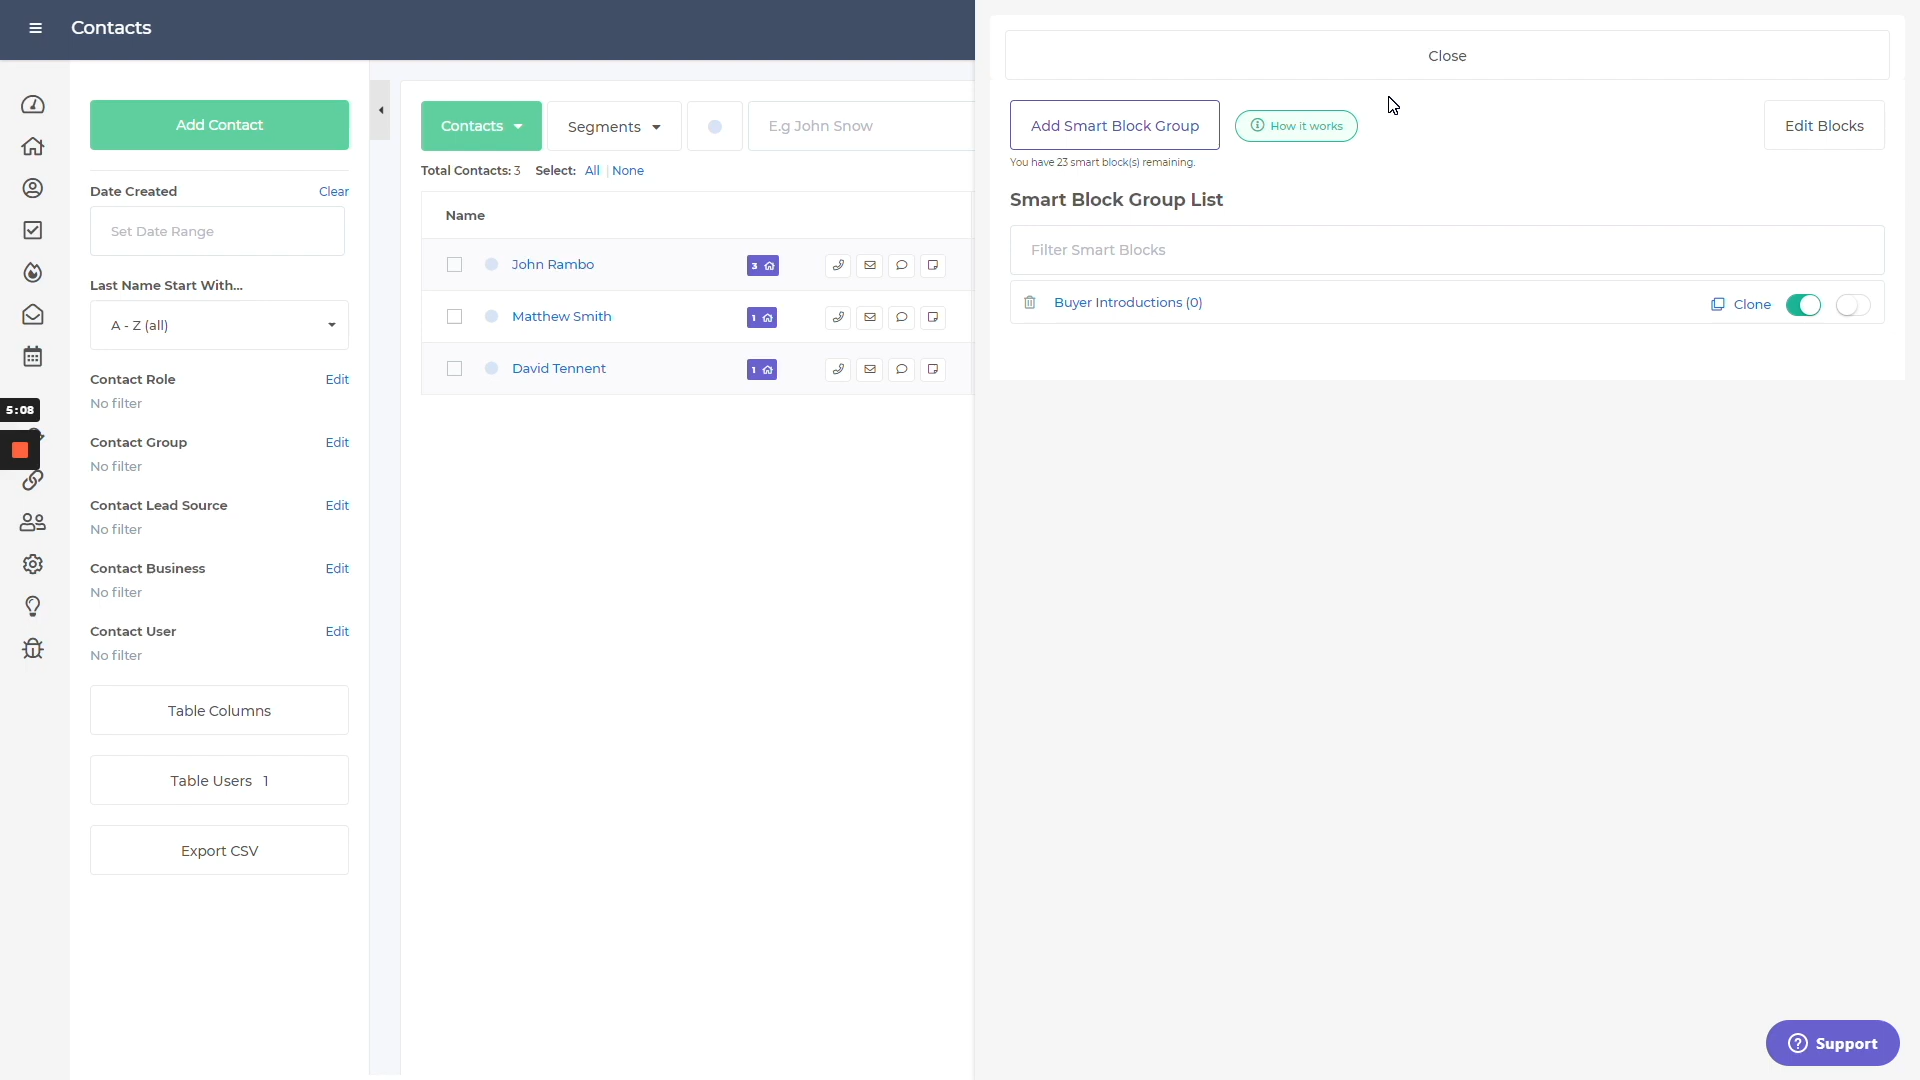 Contacts
Close
Add Contact
Contacts
Segments
E.g John Snow
Add Smart Block Group
How it works
Edit Blocks
You have 23 smart block(s) remaining.
Total Contacts: 3 Select: All | None
Date Created Clear
Set Date Range
Smart Block Group List
Name
Filter Smart Blocks
John Rambo 3
Last Name Start With...
Buyer Introductions (0) Clone
A - Z (all)
Matthew Smith 1
David Tennent 1
Contact Role Edit
No filter
5:08
Contact Group Edit
No filter
Contact Lead Source Edit
No filter
Contact Business Edit
No filter
Contact User Edit
No filter
Table Columns
Table Users 1
Export CSV
Support